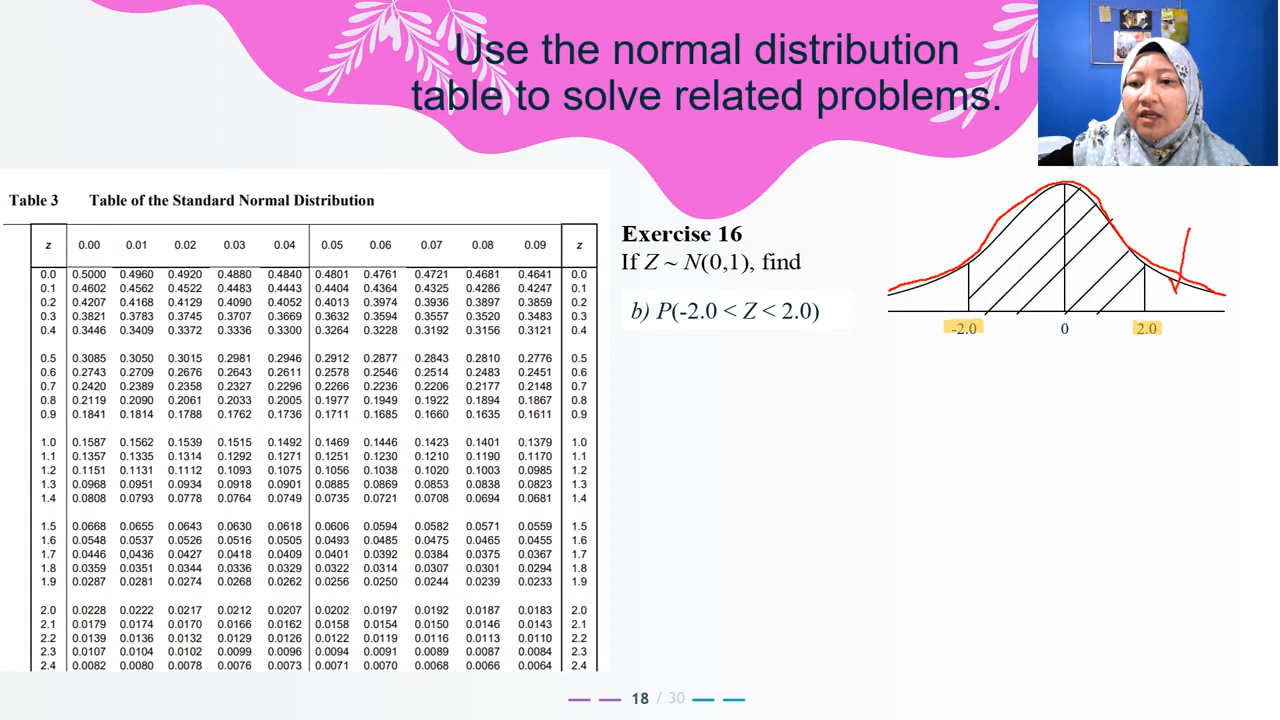 Use the normal distribution
table to solve related problems.
Table 3 Table of the Standard Normal Distribution
z 0.00 0.01 0.02 0.03 0.04 0.05 0.06 0.07 0.08 0.09 z
0.0 0.5000 0.4960 0.4920 0.4880 0.4840 0.4801 0.4761 0.4721 0.4681 0.4641 0.0
0.1 0.4602 0.4562 0.4522 0.4483 0.4443 0.4404 0.4364 0.4325 0.4286 0.4247 0.1
0.2 0.4207 0.4168 0.4129 0.4090 0.4052 0.4013 0.3974 0.3936 0.3897 0.3859 0.2
0.3 0.3821 0.3783 0.3745 0.3707 0.3669 0.3632 0.3594 0.3557 0.3520 0.3483 0.3
0.4 0.3446 0.3409 0.3372 0.3336 0.3300 0.3264 0.3228 0.3192 0.3156 0.3121 0.4
0.5 0.3085 0.3050 0.3015 0.2981 0.2946 0.2912 0.2877 0.2843 0.2810 0.2776 0.5
0.6 0.2743 0.2709 0.2676 0.2643 0.2611 0.2578 0.2546 0.2514 0.2483 0.2451 0.6
0.7 0.2420 0.2389 0.2358 0.2327 0.2296 0.2266 0.2236 0.2206 0.2177 0.2148 0.7
0.8 0.2119 0.2090 0.2061 0.2033 0.2005 0.1977 0.1949 0.1922 0.1894 0.1867 0.8
0.9 0.1841 0.1814 0.1788 0.1762 0.1736 0.1711 0.1685 0.1660 0.1635 0.1611 0.9
1.0 0.1587 0.1562 0.1539 0.1515 0.1492 0.1469 0.1446 0.1423 0.1401 0.1379 1.0
1.1 0.1357 0.1335 0.1314 0.1292 0.1271 0.1251 0.1230 0.1210 0.1190 0.1170 1.1
1.2 0.1151 0.1131 0.1112 0.1093 0.1075 0.1056 0.1038 0.1020 0.1003 0.0985 1.2
1.3 0.0968 0.0951 0.0934 0.0918 0.0901 0.0885 0.0869 0.0853 0.0838 0.0823 1.3
1.4 0.0808 0.0793 0.0778 0.0764 0.0749 0.0735 0.0721 0.0708 0.0694 0.0681 1.4
1.5 0.0668 0.0655 0.0643 0.0630 0.0618 0.0606 0.0594 0.0582 0.0571 0.0559 1.5
1.6 0.0548 0.0537 0.0526 0.0516 0.0505 0.0493 0.0485 0.0475 0.0465 0.0455 1.6
1.7 0.0446 0,0436 0.0427 0.0418 0.0409 0.0401 0.0392 0.0384 0.0375 0.0367 1.7
1.8 0.0359 0.0351 0.0344 0.0336 0.0329 0.0322 0.0314 0.0307 0.0301 0.0294 1.8
1.9 0.0287 0.0281 0.0274 0.0268 0.0262 0.0256 0.0250 0.0244 0.0239 0.0233 1.9
2.0 0.0228 0.0222 0.0217 0.0212 0.0207 0.0202 0.0197 0.0192 0.0187 0.0183 2.0
2.1 0.0179 0.0174 0.0170 0.0166 0.0162 0.0158 0.0154 0.0150 0.0146 0.0143 2.1
2.2 0.0139 0.0136 0.0132 0.0129 0.0126 0.0122 0.0119 0.0116 0.0113 0.0110 2.2
2.3 0.0107 0.0104 0.0102 0.0099 0.0096 0.0094 0.0091 0.0089 0.0087 0.0084 2.3
2.4 0.0082 0.0080 0.0078 0.0076 0.0073 0.0071 0.0070 0.0068 0.0066 0.0064 2.4
Exercise 16
If Z ~ N(0,1), find
b) P(-2.0 < Z < 2.0)
-2.0 0 2.0
18 / 30